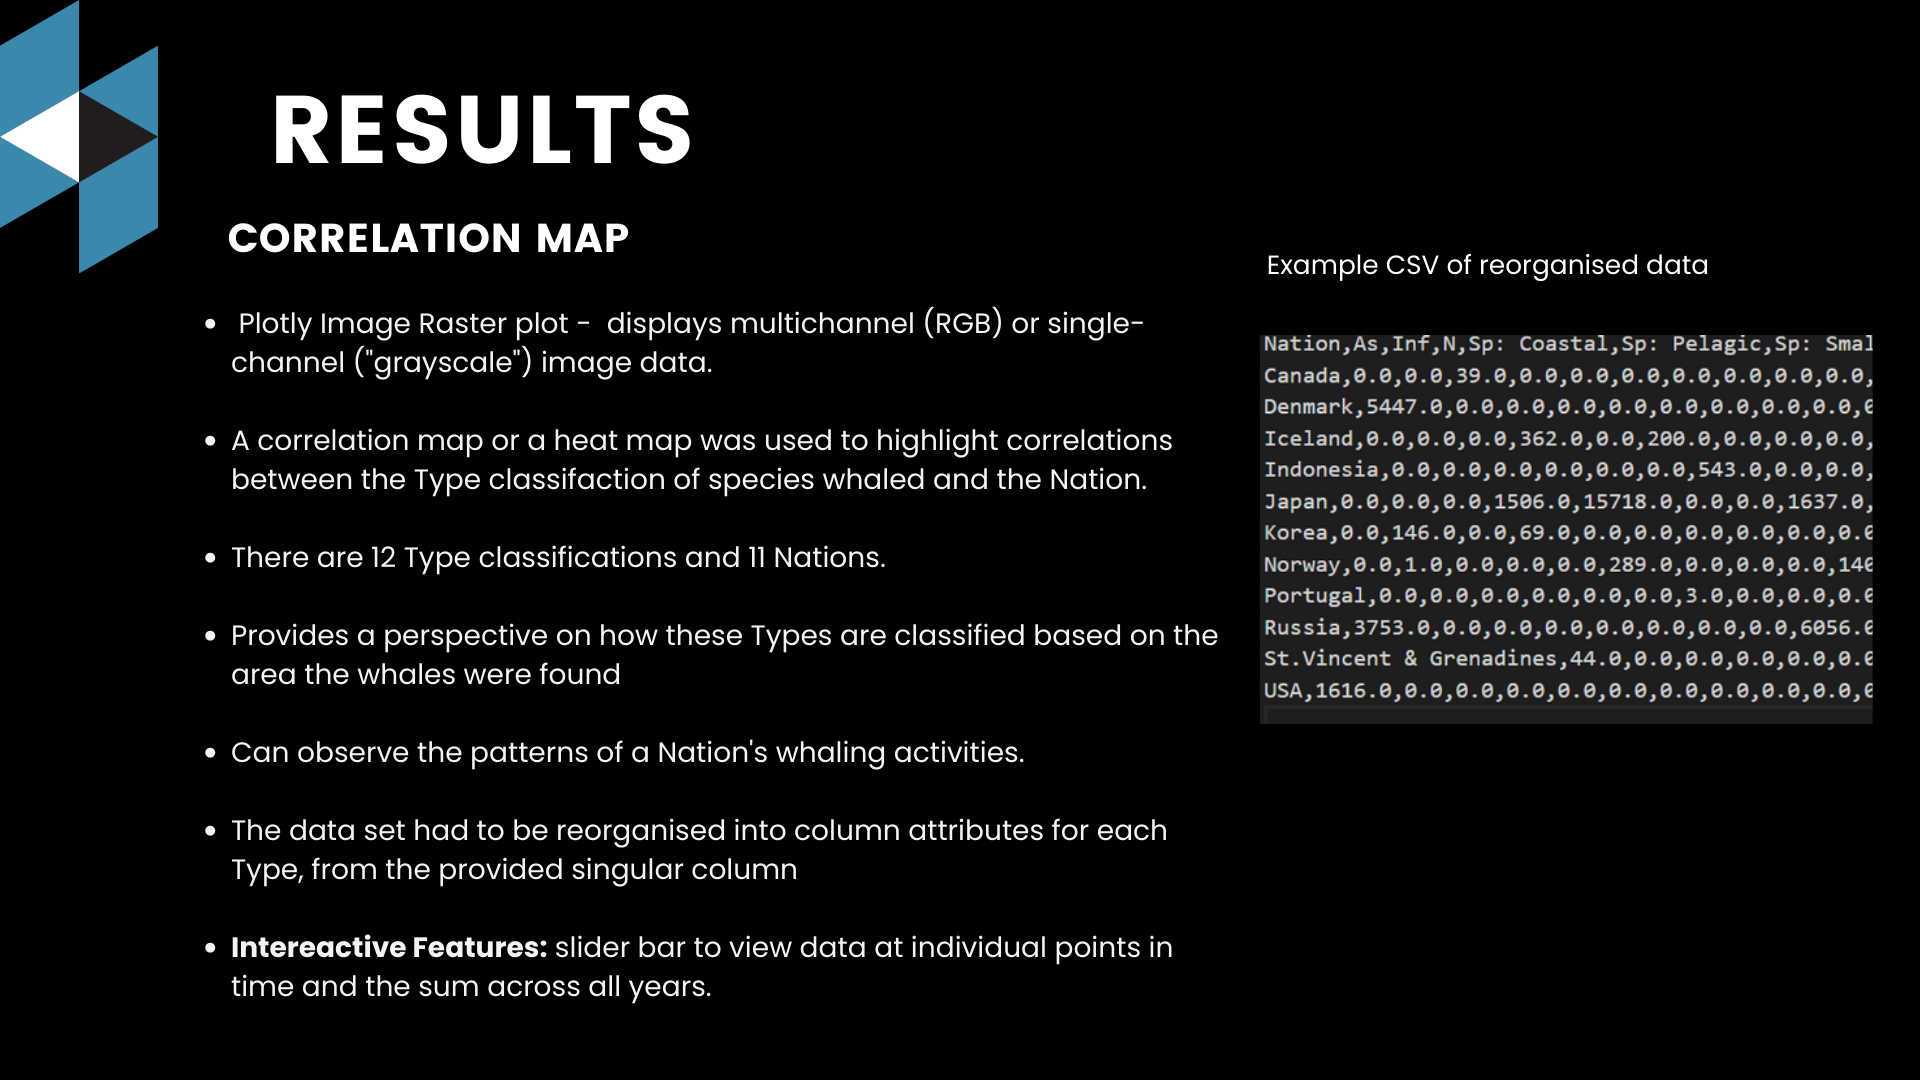 RESULTS
CORRELATION MAP
Plotly Image Raster plot -  displays multichannel (RGB) or single-
channel ("grayscale") image data.
A correlation map or a heat map was used to highlight correlations
between the Type classifaction of species whaled and the Nation.
There are 12 Type classifications and 11 Nations.
Provides a perspective on how these Types are classified based on the
area the whales were found
Can observe the patterns of a Nation's whaling activities.
The data set had to be reorganised into column attributes for each
Type, from the provided singular column
Intereactive Features: slider bar to view data at individual points in
time and the sum across all years.
Example CSV of reorganised data
Nation,As,Inf,N,Sp: Coastal,Sp: Pelagic,Sp: Smal
Canada,0.0,0.0,39.0,0.0,0.0,0.0,0.0,0.0,0.0,0.0,
Denmark,5447.0,0.0,0.0,0.0,0.0,0.0,0.0,0.0,0.0,0
Iceland,0.0,0.0,0.0,362.0,0.0,200.0,0.0,0.0,0.0,
Indonesia,0.0,0.0,0.0,0.0,0.0,0.0,543.0,0.0,0.0,
Japan,0.0,0.0,0.0,1506.0,15718.0,0.0,0.0,1637.0,
Korea,0.0,146.0,0.0,69.0,0.0,0.0,0.0,0.0,0.0,0.0
Norway,0.0,1.0,0.0,0.0,0.0,289.0,0.0,0.0,0.0,140
Portugal,0.0,0.0,0.0,0.0,0.0,0.0,3.0,0.0,0.0,0.0
Russia,3753.0,0.0,0.0,0.0,0.0,0.0,0.0,0.0,6056.0
St.Vincent & Grenadines,44.0,0.0,0.0,0.0,0.0,0.0
USA,1616.0,0.0,0.0,0.0,0.0,0.0,0.0,0.0,0.0,0.0,0